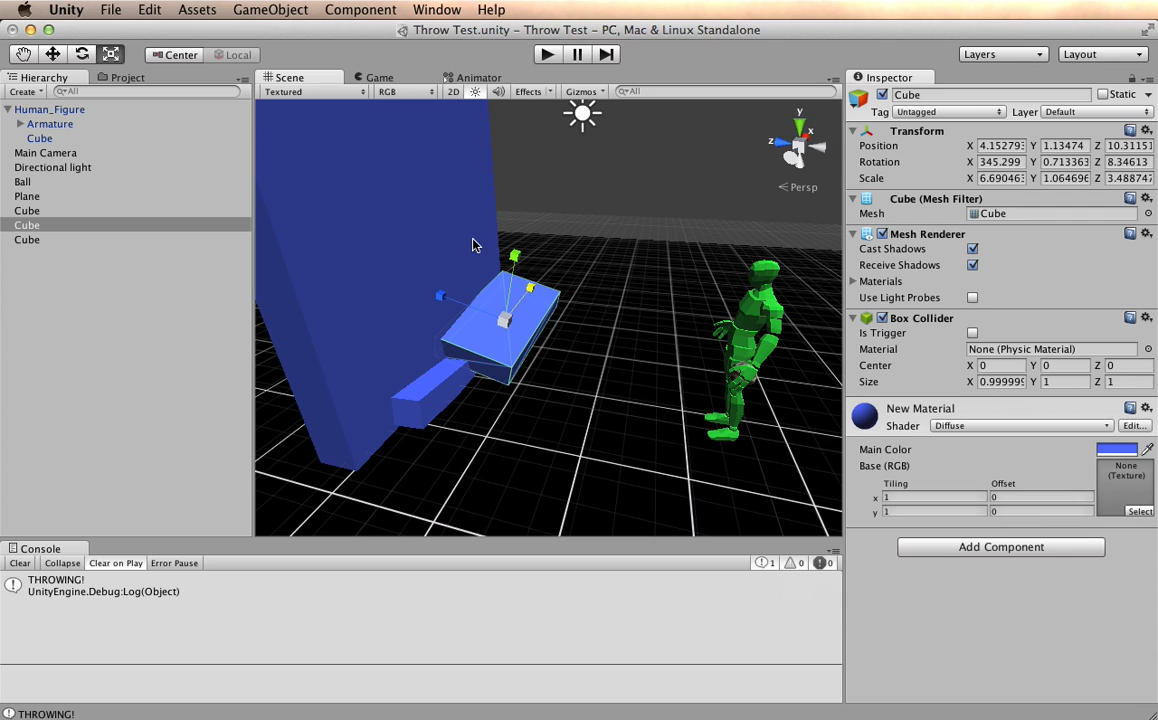 Unity File Edit Assets GameObject Component Window Help
Throw Test.unity – Throw Test – PC, Mac & Linux Standalone
Center Local Layers Layout
Hierarchy Project
Create All
Human_Figure
Armature
Cube
Main Camera
Directional light
Ball
Plane
Cube
Cube
Cube
Scene Game Animator
Textured RGB 2D Effects Gizmos All
y
x
z
Persp
Inspector
Cube Static
Tag Untagged Layer Default
Transform
Position X 4.152793 Y 1.13474 Z 10.31151
Rotation X 345.299 Y 0.713363 Z 8.34613
Scale X 6.690463 Y 1.064696 Z 3.488747
Cube (Mesh Filter)
Mesh Cube
Mesh Renderer
Cast Shadows
Receive Shadows
Materials
Use Light Probes
Box Collider
Is Trigger
Material None (Physic Material)
Center X 0 Y 0 Z 0
Size X 0.999999 Y 1 Z 1
New Material
Shader Diffuse Edit...
Main Color
Base (RGB)
None
(Texture)
Tiling Offset
x 1 0
y 1 0
Select
Add Component
Console
Clear Collapse Clear on Play Error Pause 1 0 0
THROWING!
UnityEngine.Debug:Log(Object)
THROWING!